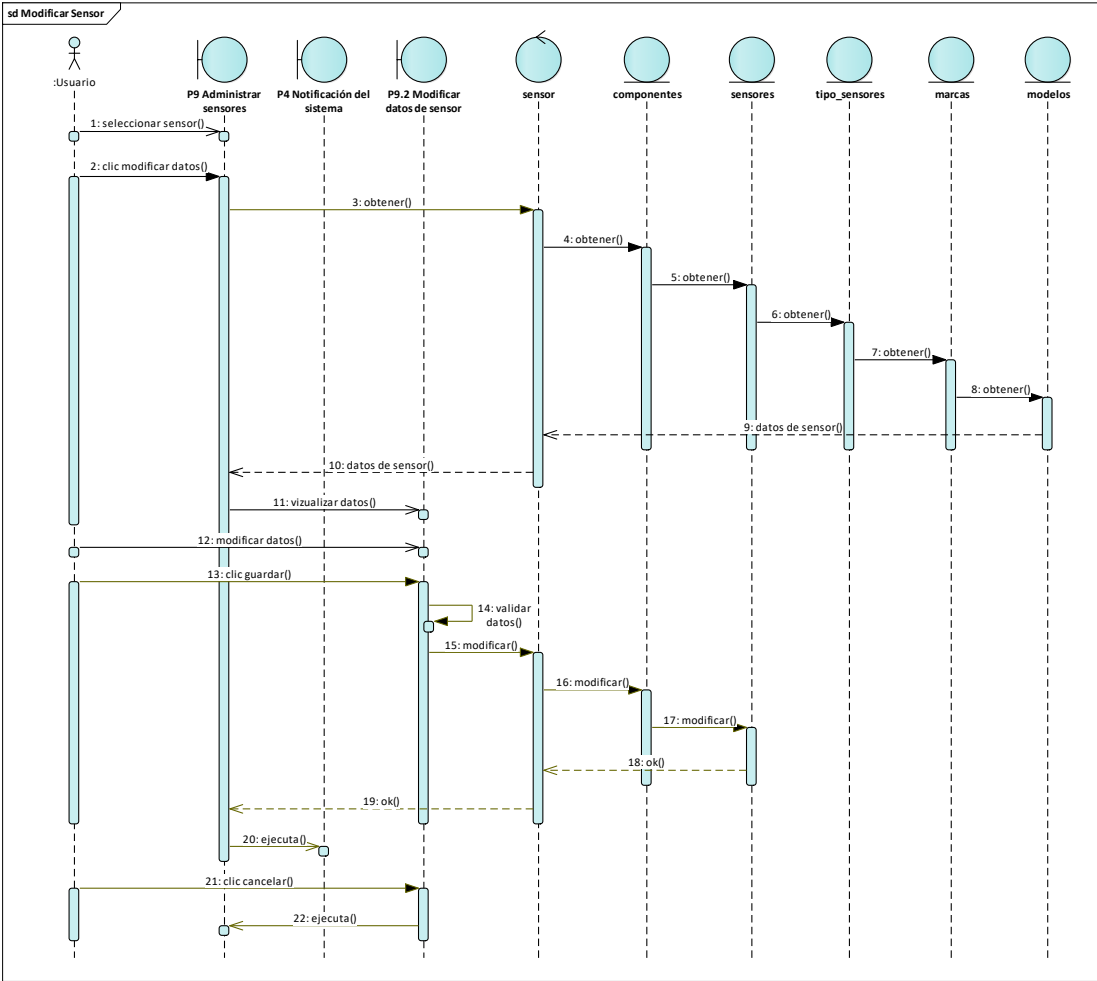 sd Modificar Sensor
:Usuario
P9 Administrar
sensores
P4 Notificación del
sistema
P9.2 Modificar
datos de sensor
sensor
componentes
sensores
tipo_sensores
marcas
modelos
1: seleccionar sensor()
2: clic modificar datos()
3: obtener()
4: obtener()
5: obtener()
6: obtener()
7: obtener()
8: obtener()
9: datos de sensor()
10: datos de sensor()
11: vizualizar datos()
12: modificar datos()
13: clic guardar()
14: validar
datos()
15: modificar()
16: modificar()
17: modificar()
18: ok()
19: ok()
20: ejecuta()
21: clic cancelar()
22: ejecuta()